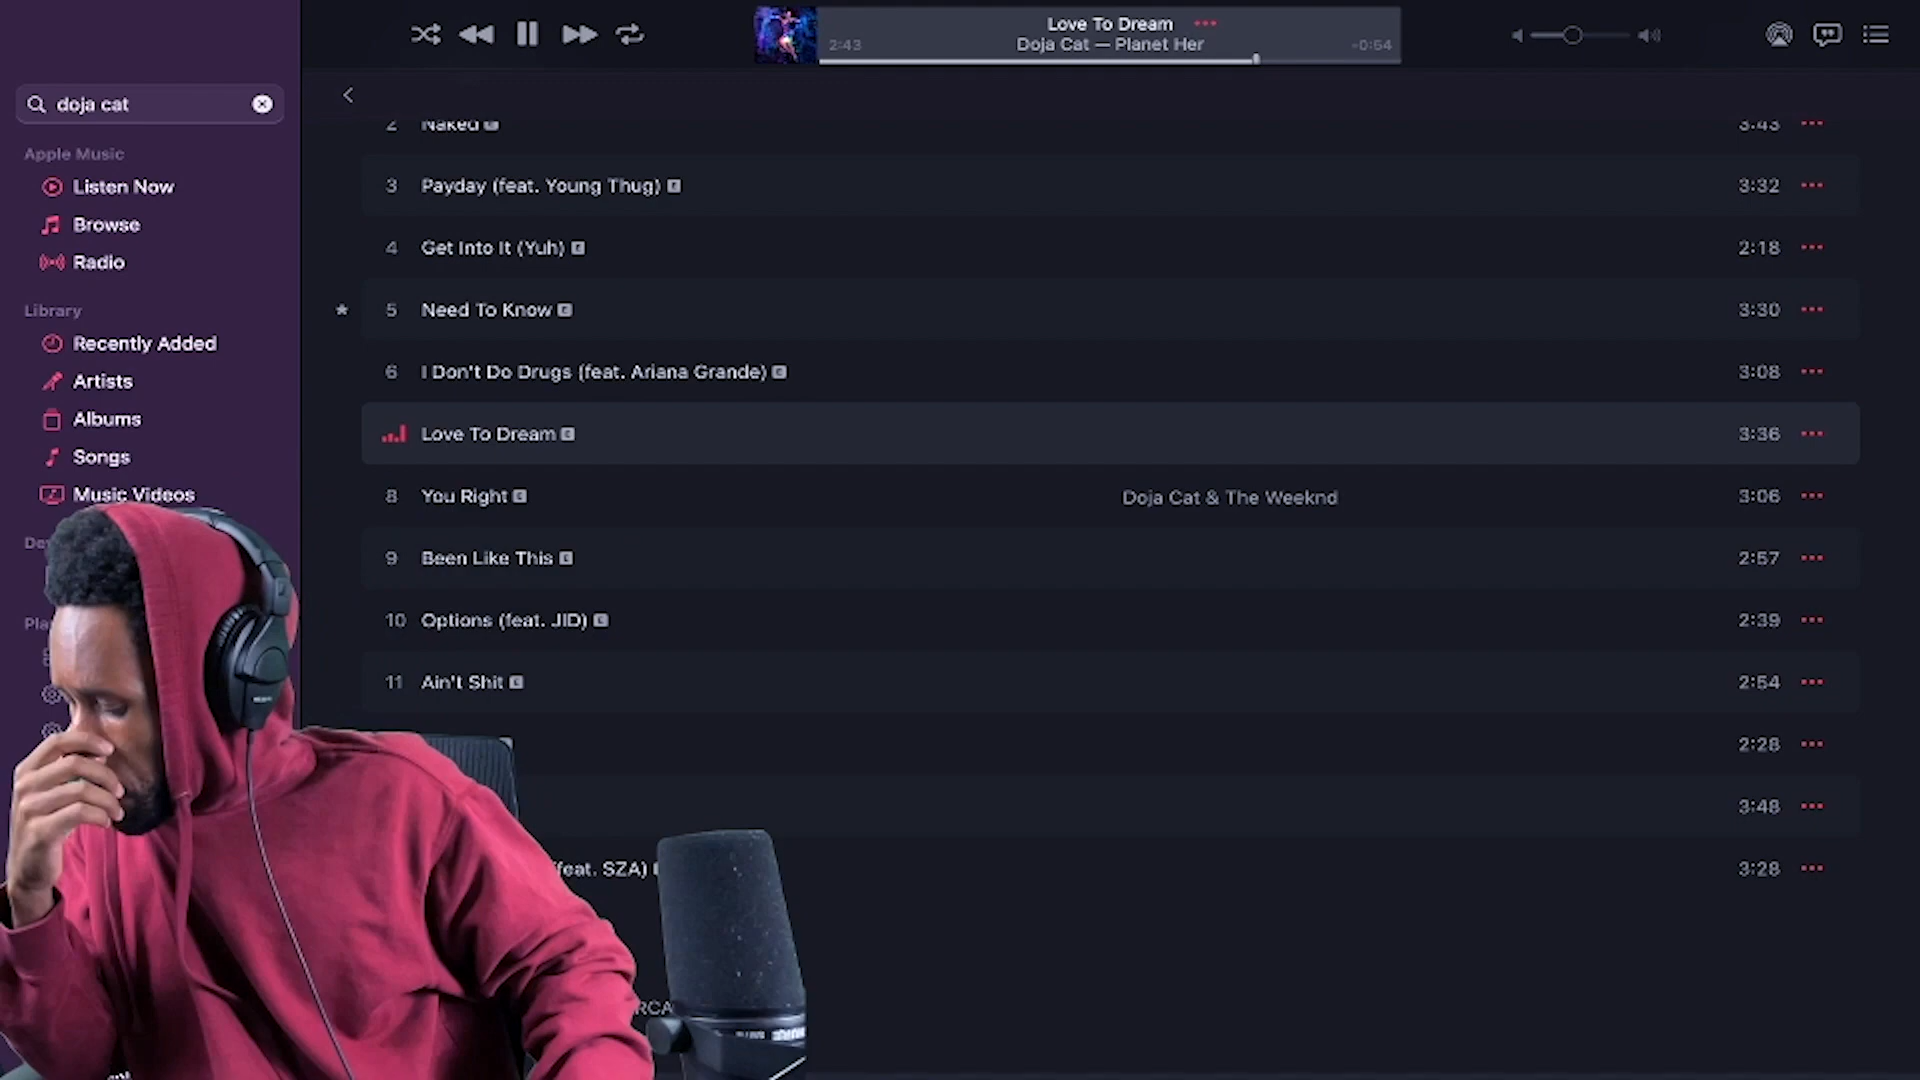 Love To Dream
2:43
Doja Cat — Planet Her
-0:54
doja cat
Apple Music
Listen Now
Browse
Radio
Library
Recently Added
Artists
Albums
Songs
Music Videos
2 Naked E 3:43
3 Payday (feat. Young Thug) E 3:32
4 Get Into It (Yuh) E 2:18
★ 5 Need To Know E 3:30
6 I Don't Do Drugs (feat. Ariana Grande) E 3:08
Love To Dream E 3:36
8 You Right E Doja Cat & The Weeknd 3:06
9 Been Like This E 2:57
10 Options (feat. JID) E 2:39
11 Ain't Shit E 2:54
2:28
3:48
feat. SZA) 3:28
RCA